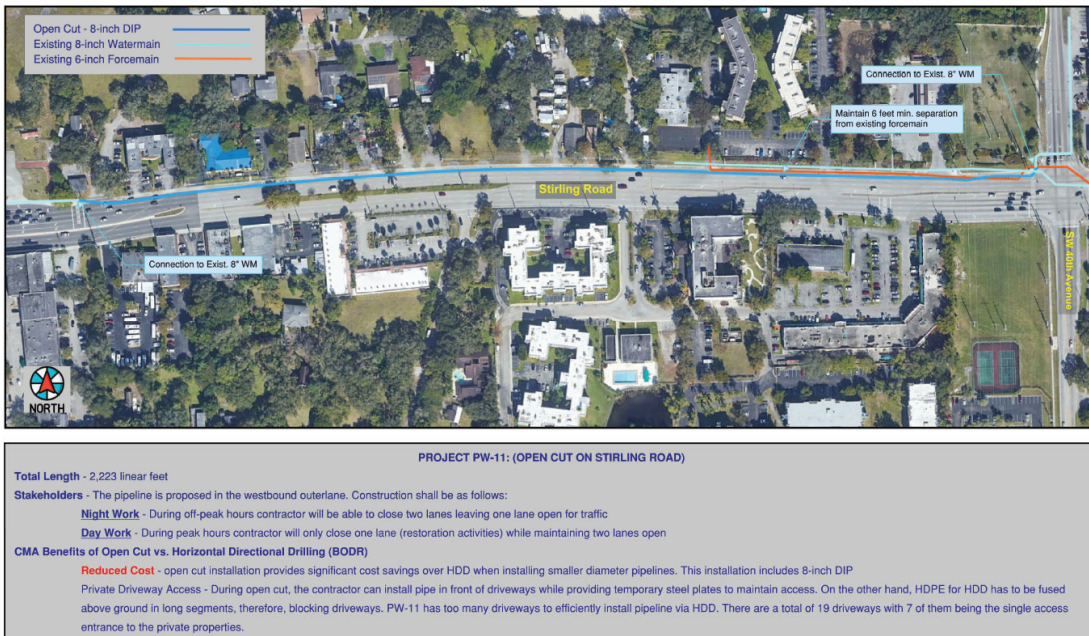 Open Cut - 8-inch DIP
Existing 8-inch Watermain
Existing 6-inch Forcemain
Connection to Exist. 8" WM
Maintain 6 feet min. separation
from existing forcemain
Stirling Road
Connection to Exist. 8" WM
SW 40th Avenue
NORTH
PROJECT PW-11: (OPEN CUT ON STIRLING ROAD)
Total Length - 2,223 linear feet
Stakeholders - The pipeline is proposed in the westbound outerlane. Construction shall be as follows:
Night Work - During off-peak hours contractor will be able to close two lanes leaving one lane open for traffic
Day Work - During peak hours contractor will only close one lane (restoration activities) while maintaining two lanes open
CMA Benefits of Open Cut vs. Horizontal Directional Drilling (BODR)
Reduced Cost - open cut installation provides significant cost savings over HDD when installing smaller diameter pipelines. This installation includes 8-inch DIP
Private Driveway Access - During open cut, the contractor can install pipe in front of driveways while providing temporary steel plates to maintain access. On the other hand, HDPE for HDD has to be fused
above ground in long segments, therefore, blocking driveways. PW-11 has too many driveways to efficiently install pipeline via HDD. There are a total of 19 driveways with 7 of them being the single access
entrance to the private properties.